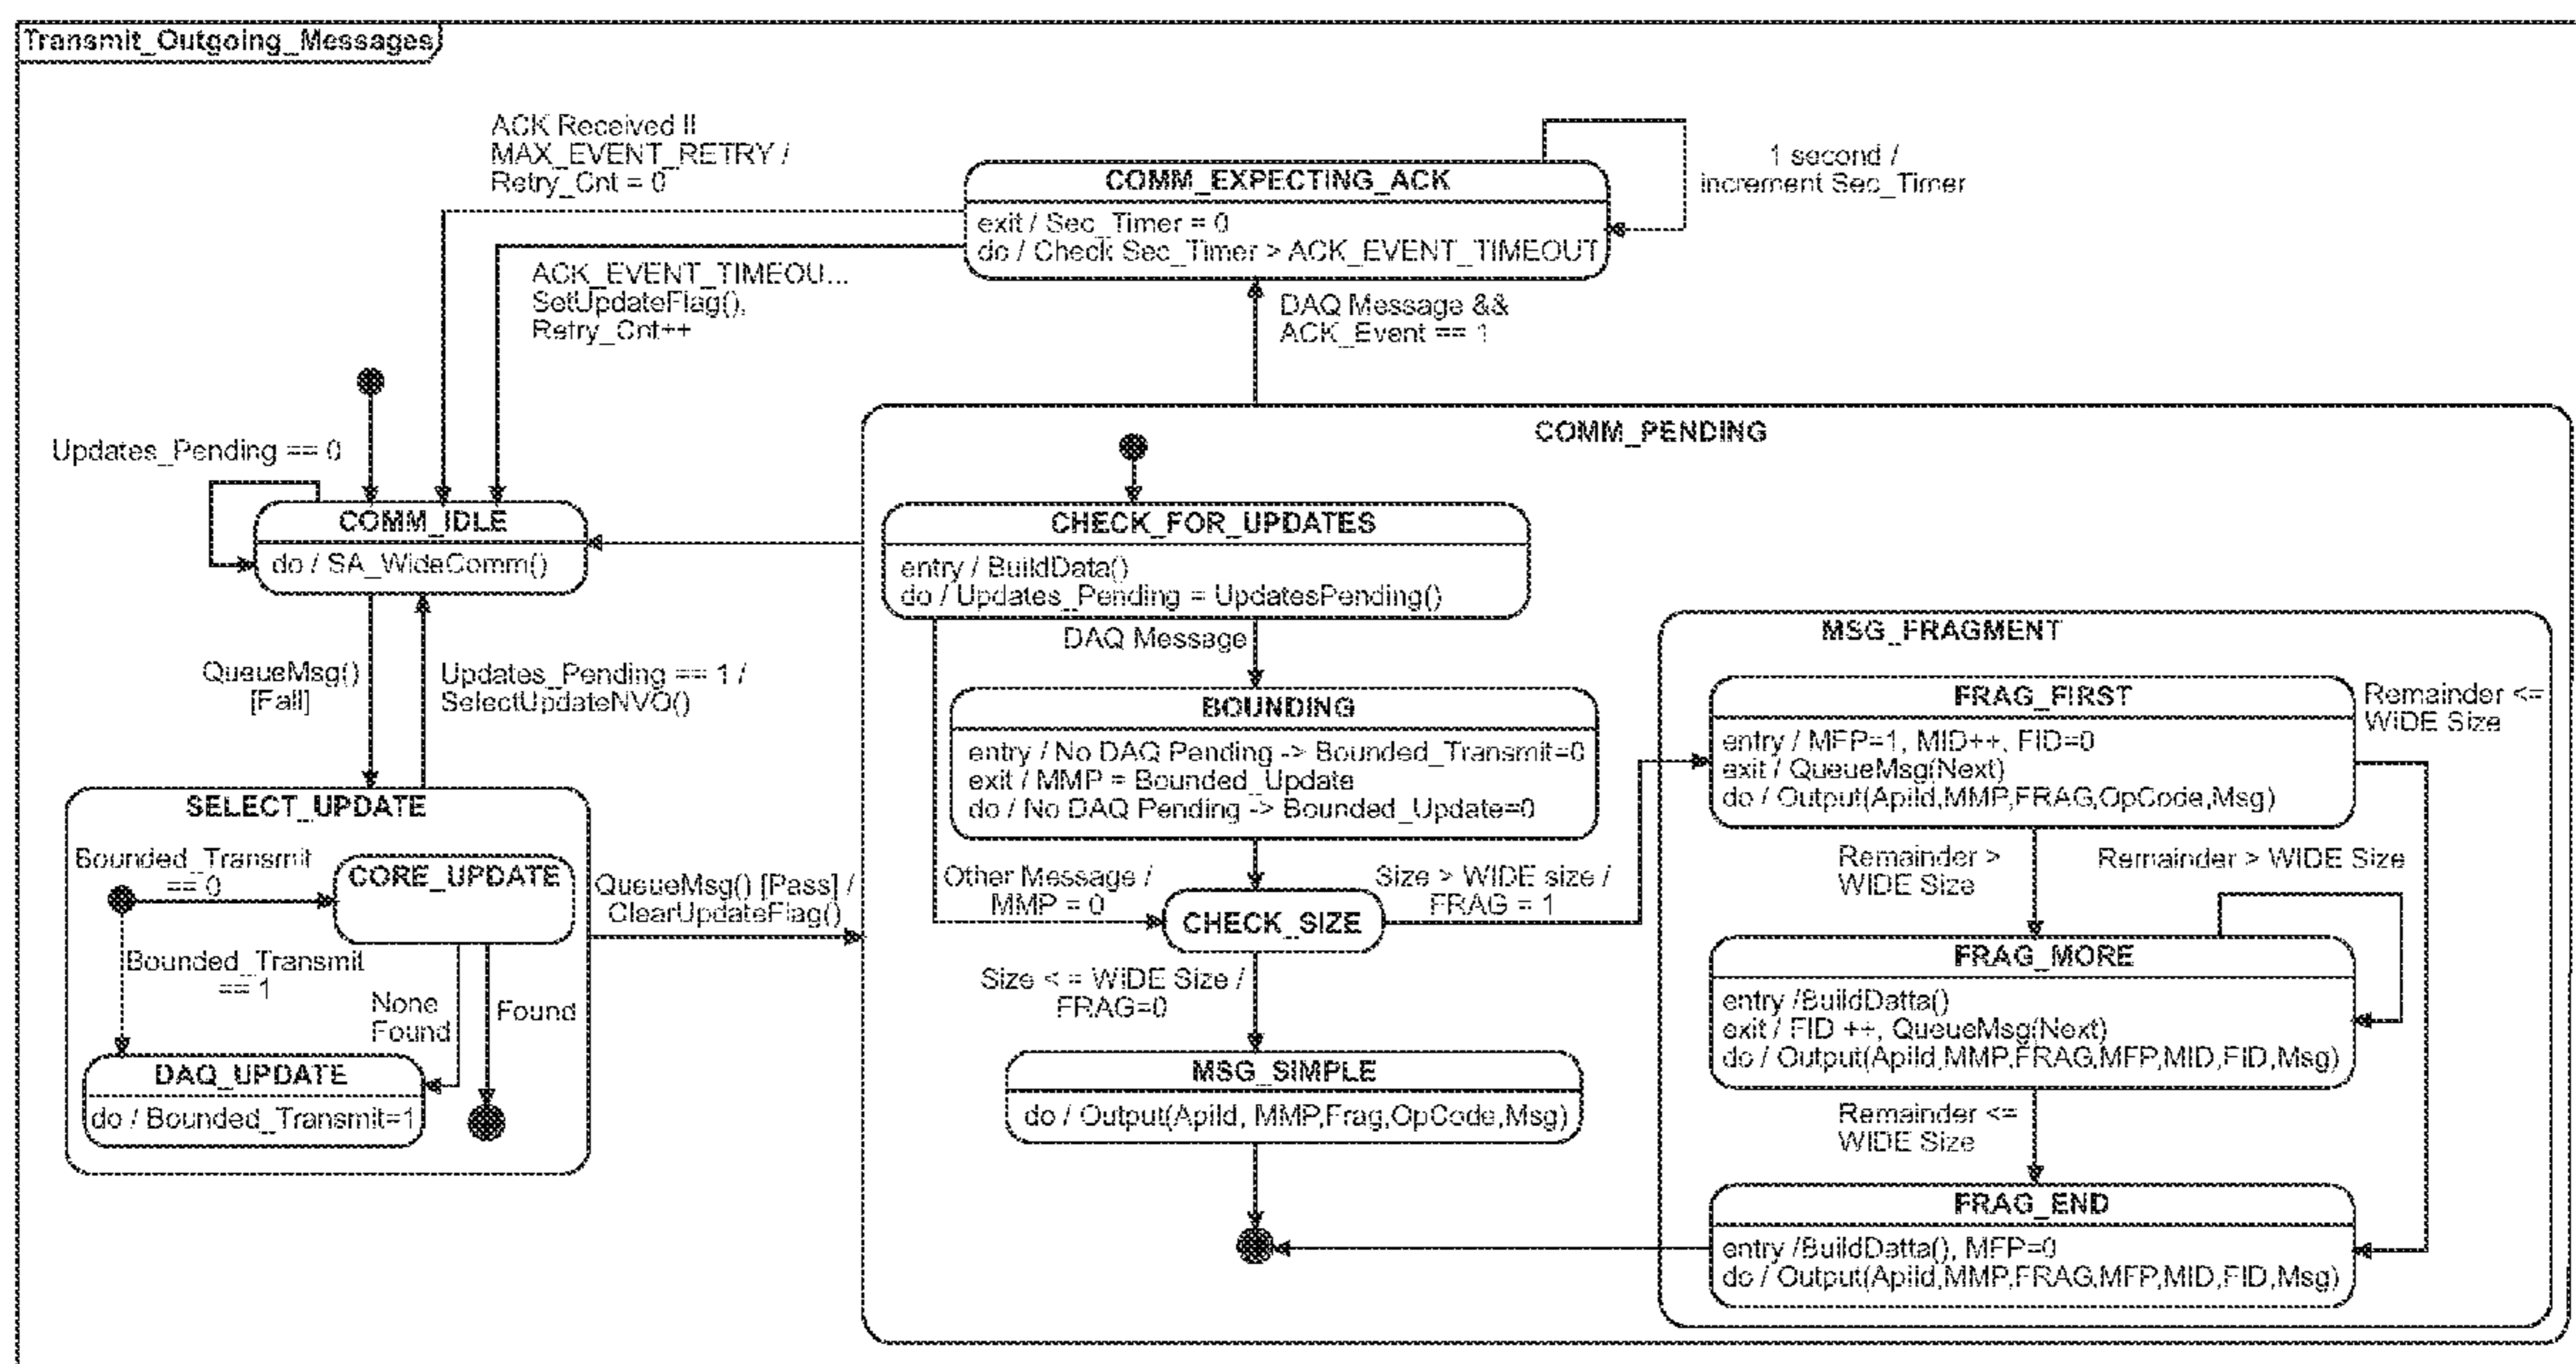 Transmit_Outgoing_Messages
ACK Received II
MAX_EVENT_RETRY /
Retry_Cnt = 0
COMM_EXPECTING_ACK
exit / Sec_Timer = 0
do / Check Sec_Timer > ACK_EVENT_TIMEOUT
1 second /
increment Sec_Timer
ACK_EVENT_TIMEOU...
SetUpdateFlag(),
Retry_Cnt++
DAQ Message &&
ACK_Event == 1
Updates_Pending == 0
COMM_IDLE
do / SA_WideComm()
COMM_PENDING
CHECK_FOR_UPDATES
entry / BuildData()
do / Updates_Pending = UpdatesPending()
QueueMsg()
[Fail]
Updates_Pending == 1 /
SelectUpdateNVO()
DAQ Message
Other Message /
MMP = 0
BOUNDING
entry / No DAQ Pending -> Bounded_Transmit=0
exit / MMP = Bounded_Update
do / No DAQ Pending -> Bounded_Update=0
SELECT_UPDATE
Bounded_Transmit
== 0
CORE_UPDATE
Bounded_Transmit
== 1
None
Found
Found
DAQ_UPDATE
do / Bounded_Transmit=1
QueueMsg() [Pass] /
ClearUpdateFlag()
CHECK_SIZE
Size > WIDE size /
FRAG = 1
Size < = WIDE Size /
FRAG=0
MSG_SIMPLE
do / Output(ApiId, MMP,Frag,OpCode,Msg)
MSG_FRAGMENT
FRAG_FIRST
entry / MFP=1, MID++, FID=0
exit / QueueMsg(Next)
do / Output(ApiId,MMP,FRAG,OpCode,Msg)
Remainder <=
WIDE Size
Remainder >
WIDE Size
Remainder > WIDE Size
FRAG_MORE
entry /BuildDatta()
exit / FID ++, QueueMsg(Next)
do / Output(ApiId,MMP,FRAG,MFP,MID,FID,Msg)
Remainder <=
WIDE Size
FRAG_END
entry /BuildDatta(), MFP=0
do / Output(ApiId,MMP,FRAG,MFP,MID,FID,Msg)